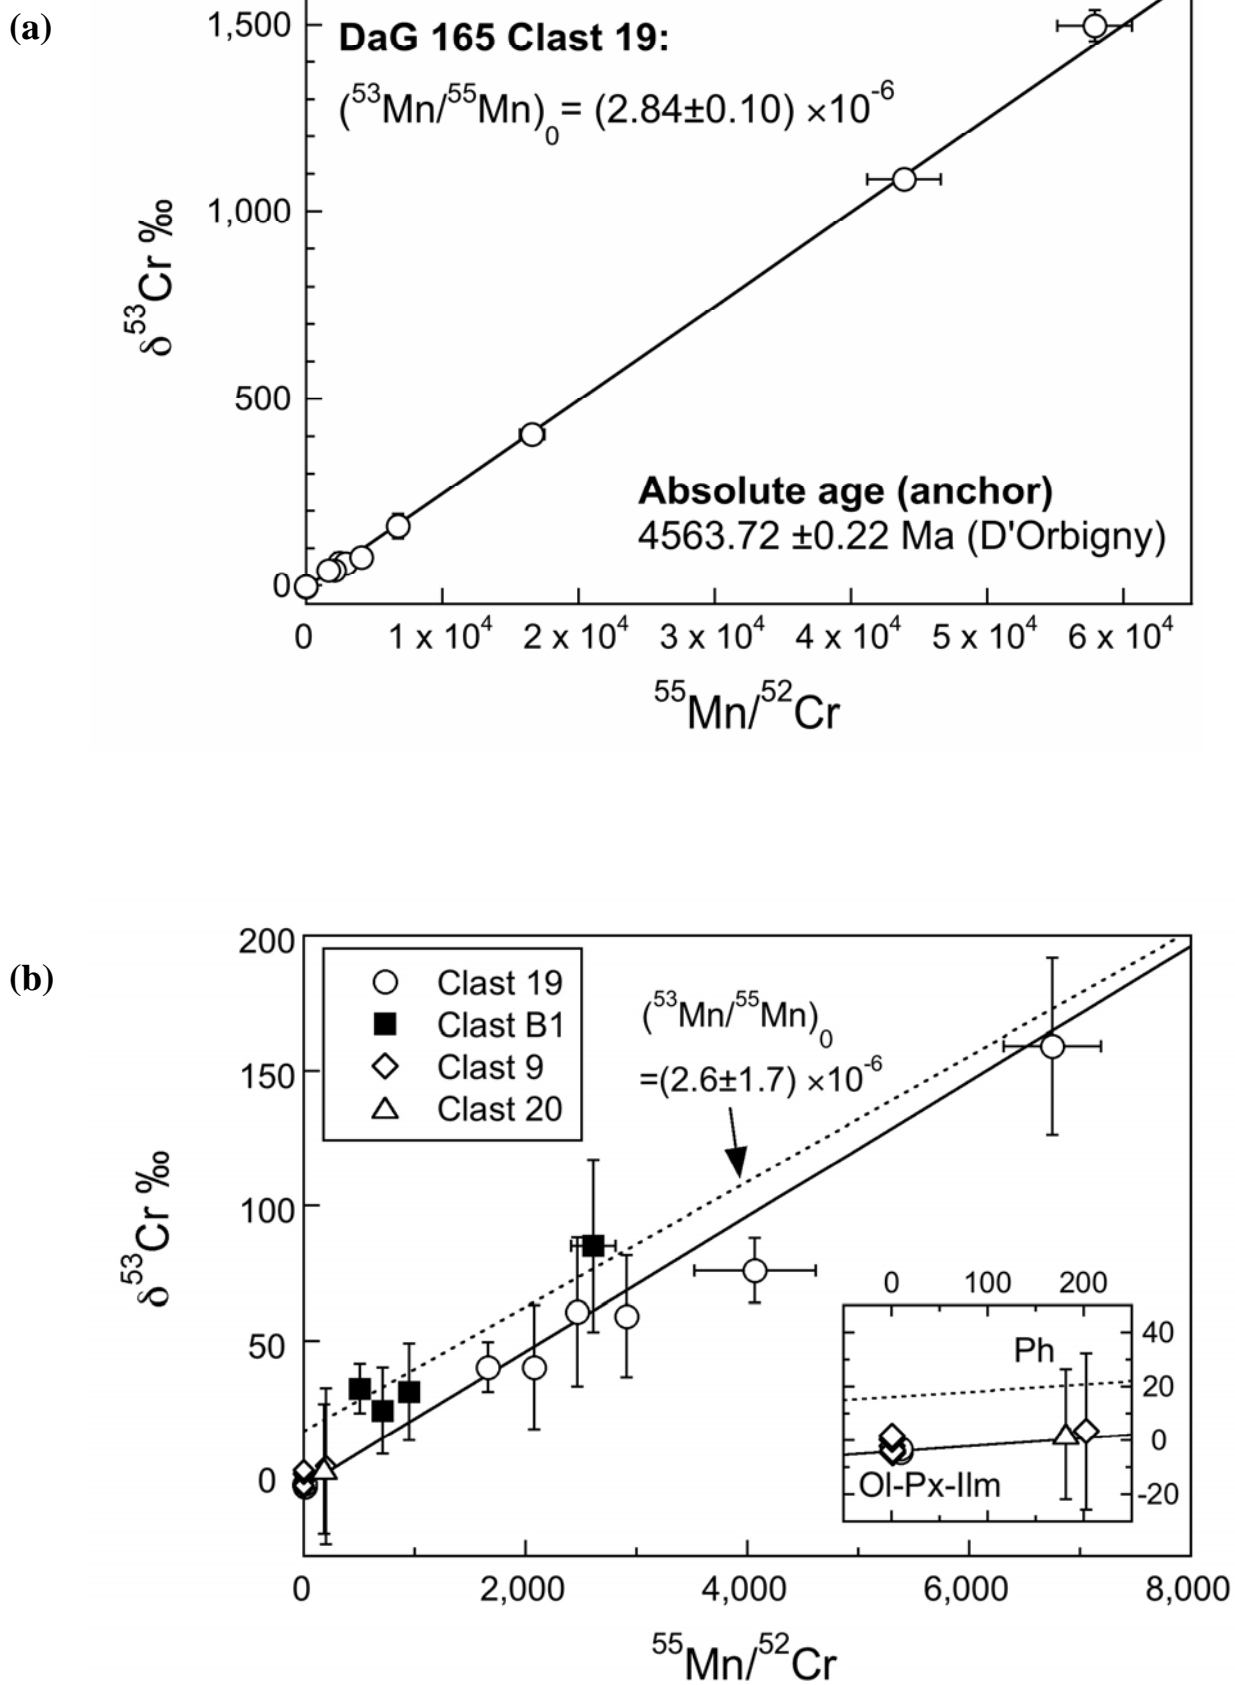 (a)
1,500
DaG 165 Clast 19:
(⁵³Mn/⁵⁵Mn)₀= (2.84±0.10) ×10⁻⁶
1,000
δ⁵³Cr ‰
500
Absolute age (anchor)
4563.72 ±0.22 Ma (D'Orbigny)
0
0 1 x 10⁴ 2 x 10⁴ 3 x 10⁴ 4 x 10⁴ 5 x 10⁴ 6 x 10⁴
⁵⁵Mn/⁵²Cr
(b)
200
Clast 19
Clast B1
Clast 9
Clast 20
(⁵³Mn/⁵⁵Mn)₀
=(2.6±1.7) ×10⁻⁶
150
100
δ⁵³Cr ‰
50
0
0 100 200
40
Ph
20
0
Ol-Px-Ilm
-20
0 2,000 4,000 6,000 8,000
⁵⁵Mn/⁵²Cr